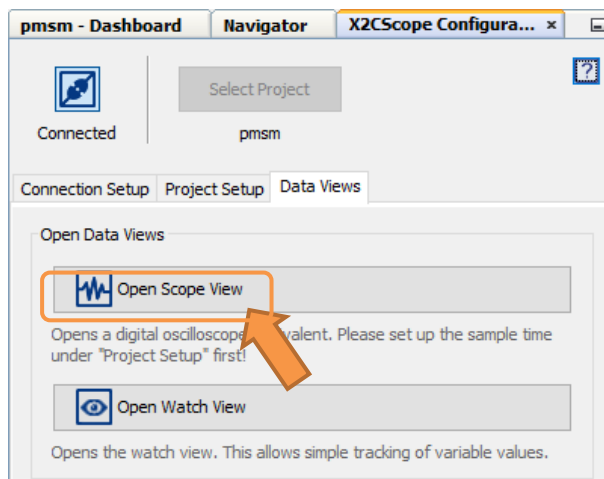 pmsm - Dashboard Navigator X2CScope Configura... ×
Select Project
Connected pmsm
Connection Setup Project Setup Data Views
Open Data Views
Open Scope View
Opens a digital oscilloscope valent. Please set up the sample time
under "Project Setup" first!
Open Watch View
Opens the watch view. This allows simple tracking of variable values.